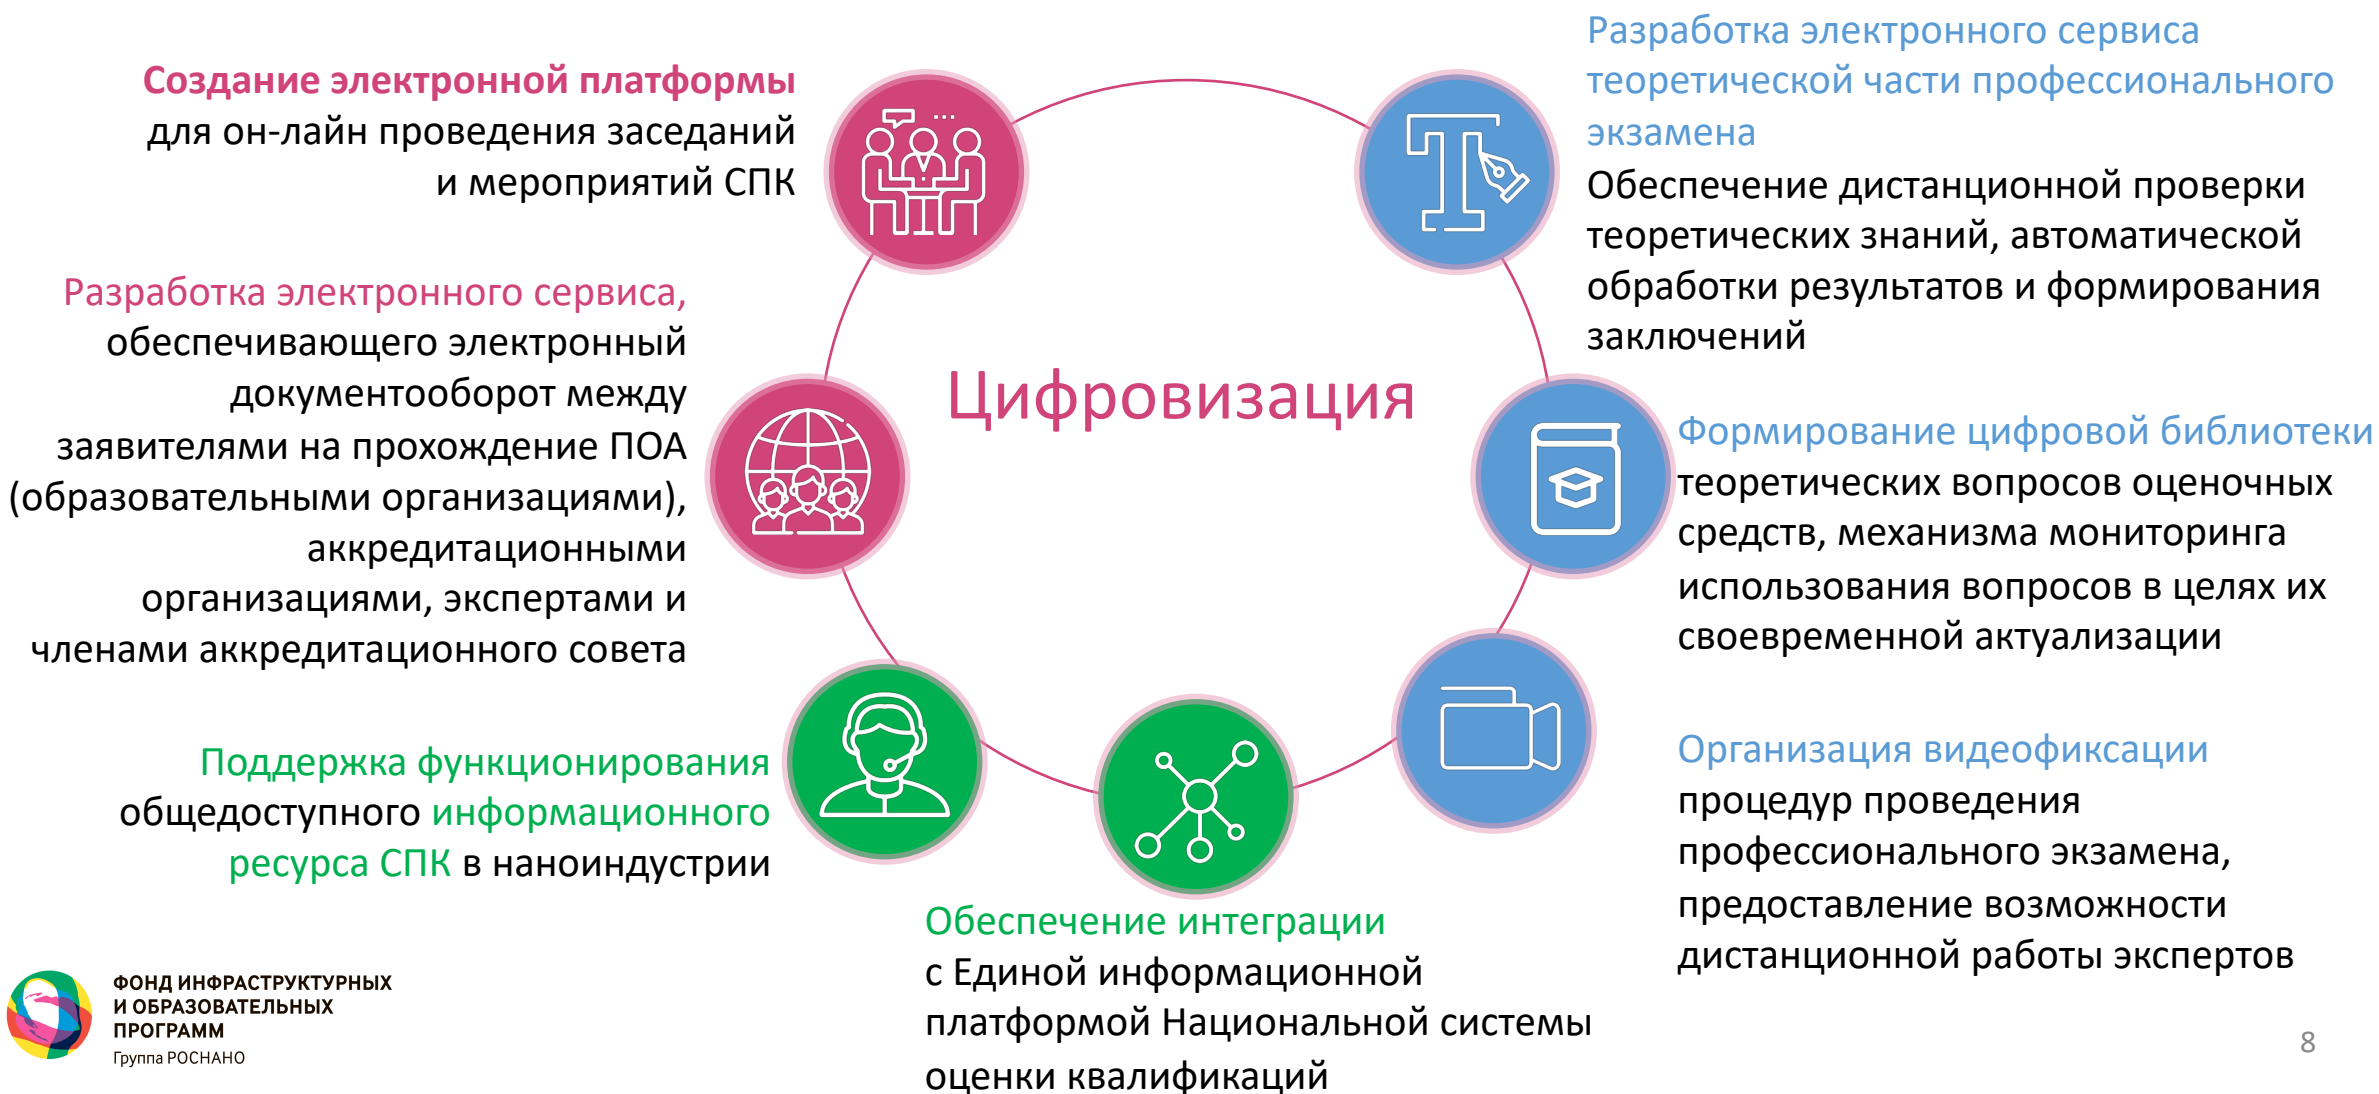 Создание электронной платформы
для он-лайн проведения заседаний
и мероприятий СПК
Разработка электронного сервиса,
обеспечивающего электронный
документооборот между
заявителями на прохождение ПОА
(образовательными организациями),
аккредитационными
организациями, экспертами и
членами аккредитационного совета
Поддержка функционирования
общедоступного информационного
ресурса СПК в наноиндустрии
Цифровизация
Разработка электронного сервиса
теоретической части профессионального
экзамена
Обеспечение дистанционной проверки
теоретических знаний, автоматической
обработки результатов и формирования
заключений
Формирование цифровой библиотеки
теоретических вопросов оценочных
средств, механизма мониторинга
использования вопросов в целях их
своевременной актуализации
Организация видеофиксации
процедур проведения
профессионального экзамена,
предоставление возможности
дистанционной работы экспертов
Обеспечение интеграции
с Единой информационной
платформой Национальной системы
оценки квалификаций
ФОНД ИНФРАСТРУКТУРНЫХ
И ОБРАЗОВАТЕЛЬНЫХ
ПРОГРАММ
Группа РОСНАНО
8